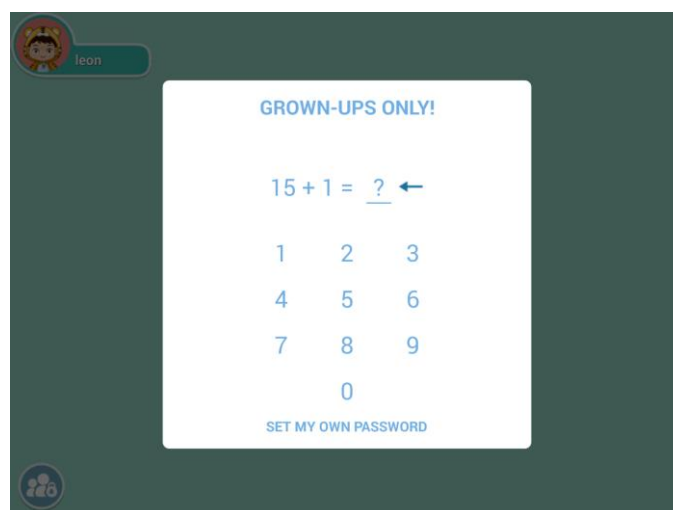 leon
GROWN-UPS ONLY!
15 + 1 = ?
1 2 3
4 5 6
7 8 9
0
SET MY OWN PASSWORD